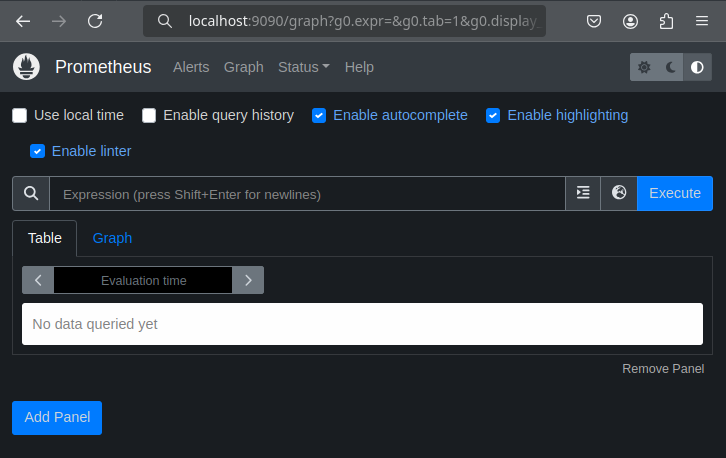 localhost:9090/graph?g0.expr=&g0.tab=1&g0.display_
Prometheus Alerts Graph Status Help
Use local time Enable query history Enable autocomplete Enable highlighting
Enable linter
Expression (press Shift+Enter for newlines) Execute
Table Graph
Evaluation time
No data queried yet
Remove Panel
Add Panel